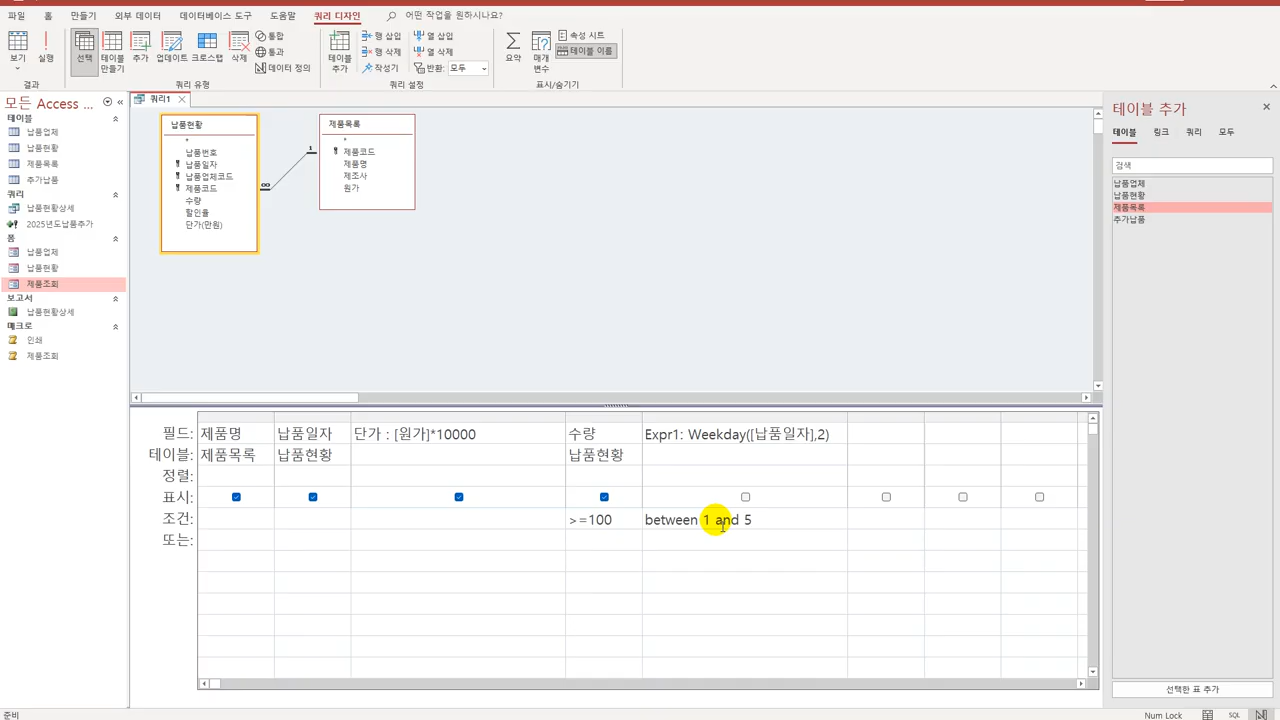 파일 홈 만들기 외부 데이터 데이터베이스 도구 도움말 쿼리 디자인 어떤 작업을 원하시나요?
보기 실행 선택 테이블 만들기 추가 업데이트 크로스탭 삭제
통합
통과
데이터 정의
테이블 추가
행 삽입
행 삭제
작성기
열 삽입
열 삭제
반환: 모두
요약 매개 변수
속성 시트
테이블 이름
결과 쿼리 유형 쿼리 설정 표시/숨기기
모든 Access ...
테이블
납품업체
납품현황
제품목록
추가납품
쿼리
납품현황상세
2025년도납품추가
폼
납품업체
납품현황
제품조회
보고서
납품현황상세
매크로
인쇄
제품조회
쿼리1
납품현황
*
납품번호
납품일자
납품업체코드
제품코드
수량
할인율
단가(만원)
∞ 1
제품목록
*
제품코드
제품명
제조사
원가
필드: 제품명 납품일자 단가 : [원가]*10000 수량 Expr1: Weekday([납품일자],2)
테이블: 제품목록 납품현황 납품현황
정렬:
표시:
조건: >=100 between 1 and 5
또는:
테이블 추가
테이블 링크 쿼리 모두
검색
납품업체
납품현황
제품목록
추가납품
선택한 표 추가
준비 Num Lock SQL